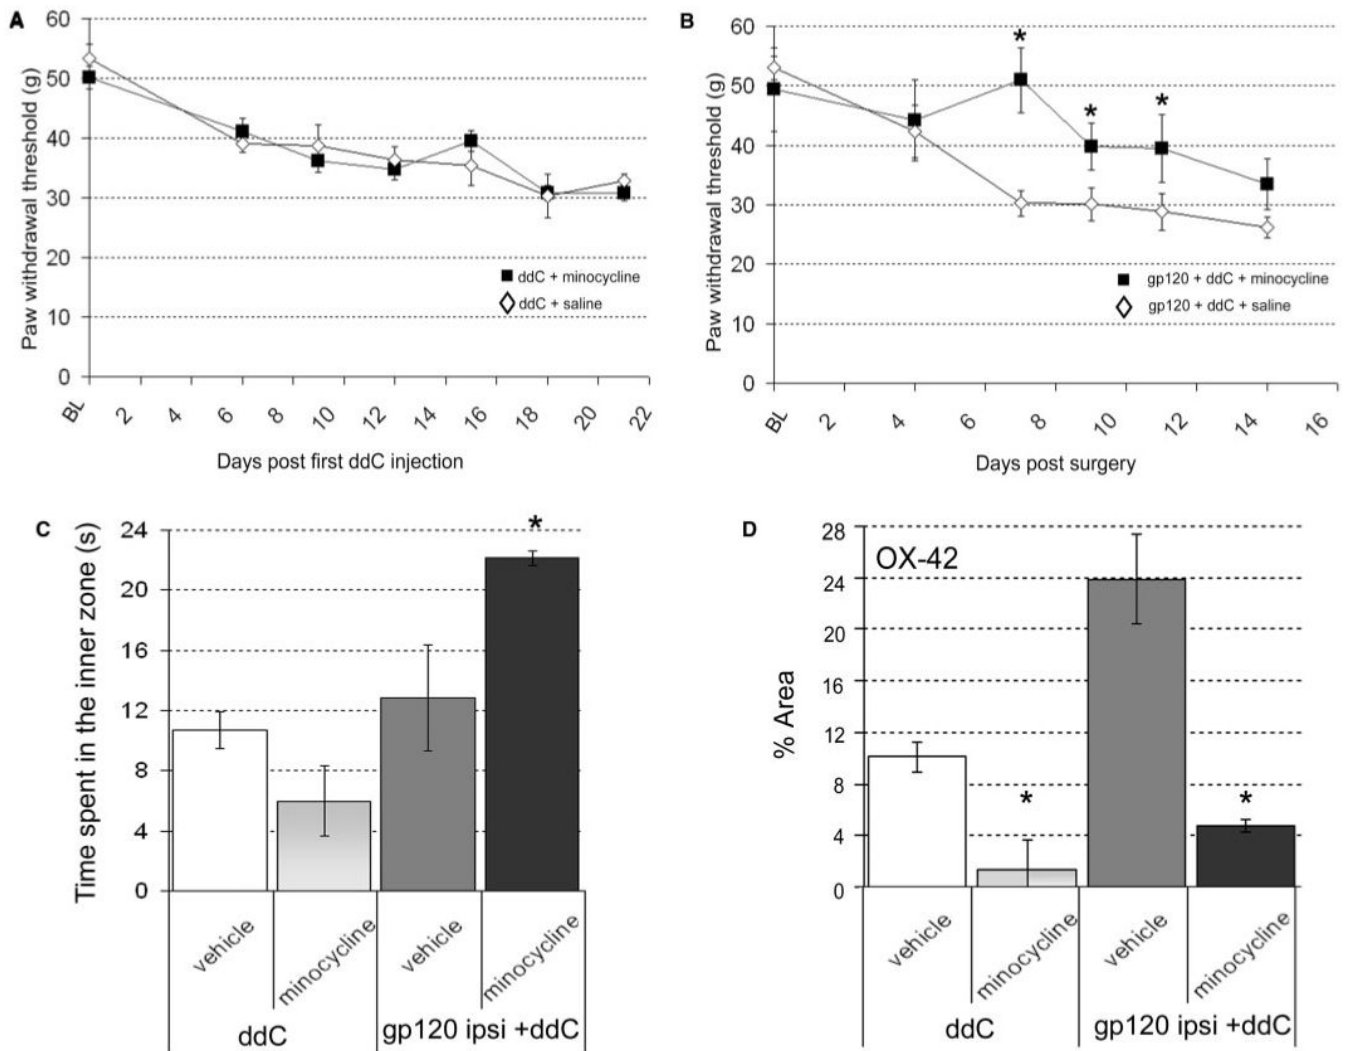 A
Paw withdrawal threshold (g)
60
50
40
30
20
10
0
ddC + minocycline
ddC + saline
BL 2 4 6 8 10 12 14 16 18 20 22
Days post first ddC injection
B
Paw withdrawal threshold (g)
60
50
40
30
20
10
0
*
*
*
gp120 + ddC + minocycline
gp120 + ddC + saline
BL 2 4 6 8 10 12 14 16
Days post surgery
C
Time spent in the inner zone (s)
24
20
16
12
8
4
0
*
vehicle
minocycline
vehicle
minocycline
ddC
gp120 ipsi +ddC
D
% Area
28
24
20
16
12
8
4
0
OX-42
*
*
vehicle
minocycline
vehicle
minocycline
ddC
gp120 ipsi +ddC